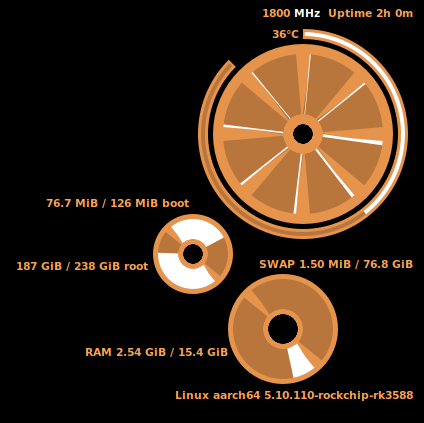 1800 MHz Uptime 2h 0m
36°C
76.7 MiB / 126 MiB boot
187 GiB / 238 GiB root
SWAP 1.50 MiB / 76.8 GiB
RAM 2.54 GiB / 15.4 GiB
Linux aarch64 5.10.110-rockchip-rk3588